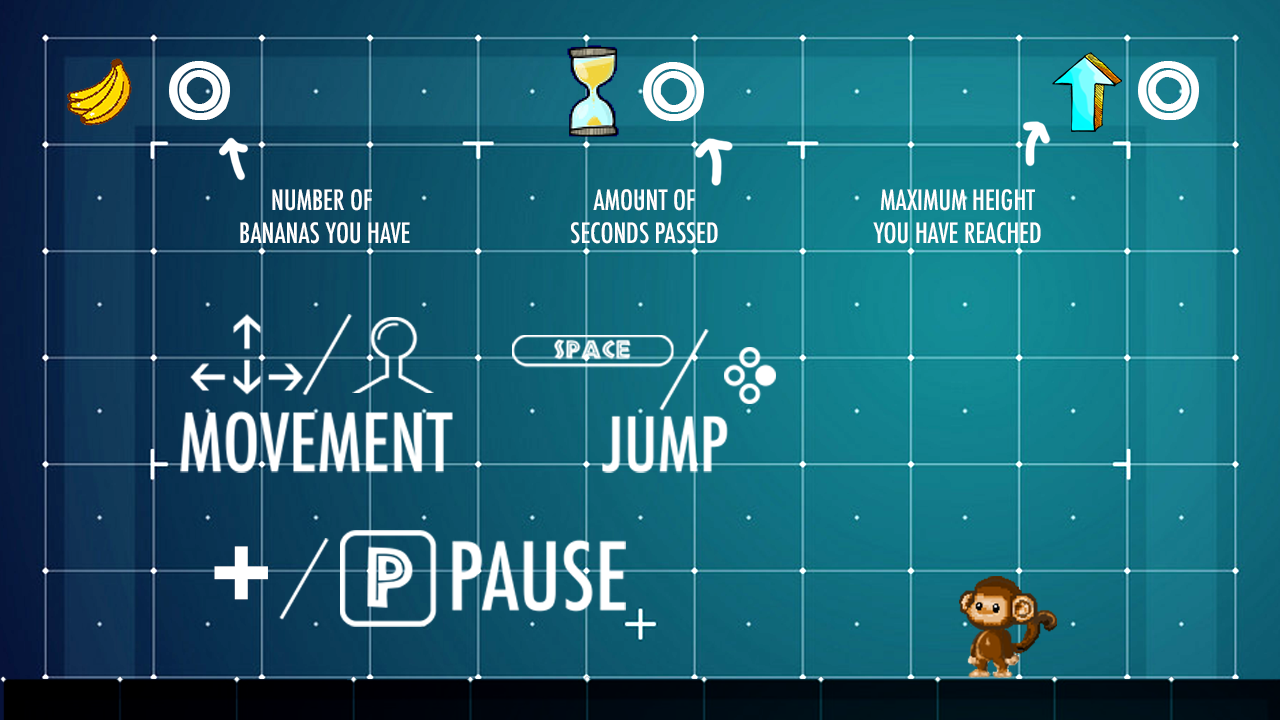 0 0 0
NUMBER OF
BANANAS YOU HAVE
AMOUNT OF
SECONDS PASSED
MAXIMUM HEIGHT
YOU HAVE REACHED
SPACE
MOVEMENT
JUMP
+ / P PAUSE